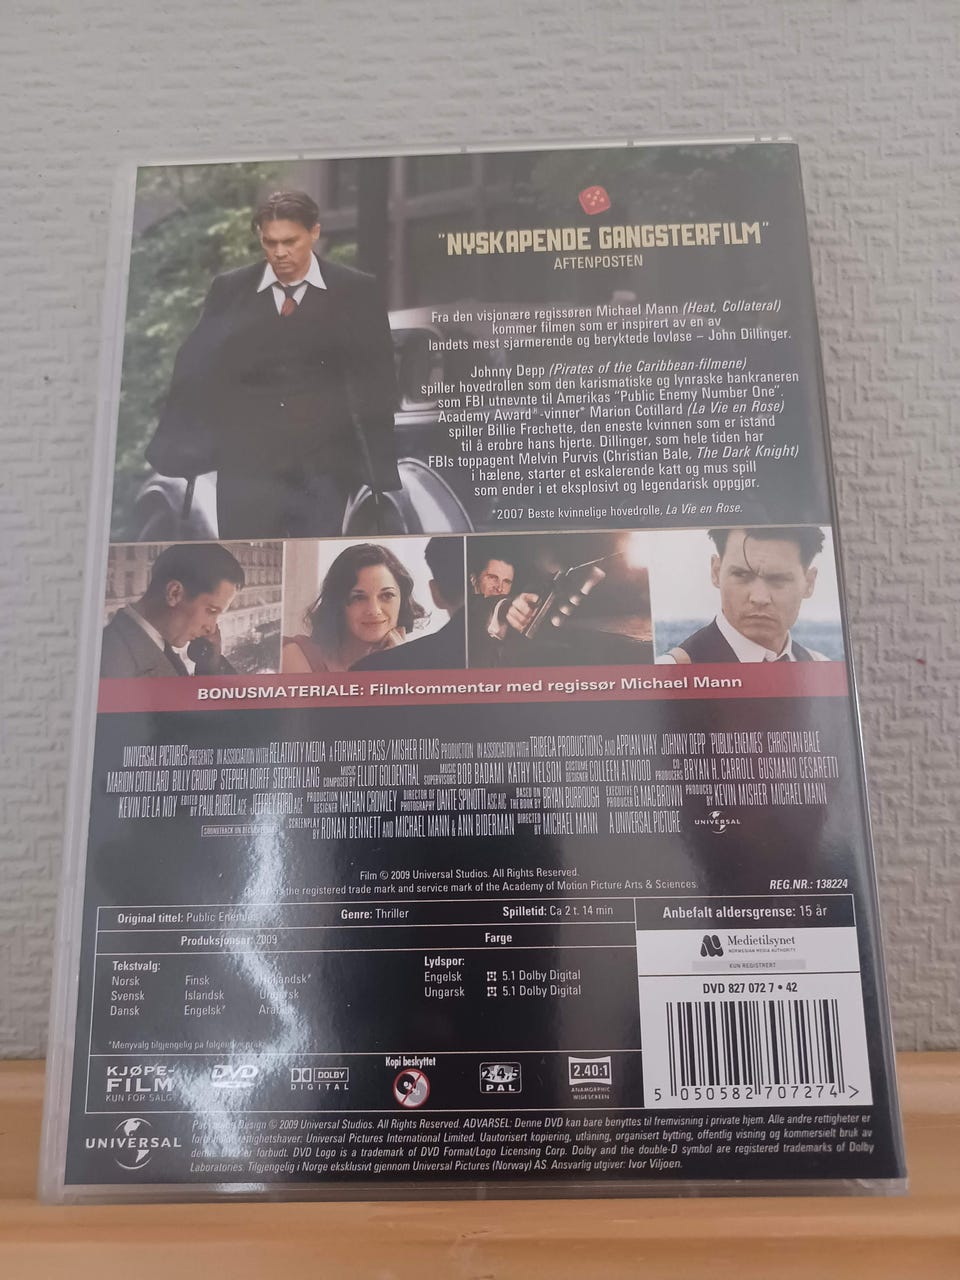 "NYSKAPENDE GANGSTERFILM"
AFTENPOSTEN
Fra den visjonære regissøren Michael Mann (Heat, Collateral)
kommer filmen som er inspirert av en av
landets mest sjarmerende og beryktede lovløse – John Dillinger.
Johnny Depp (Pirates of the Caribbean-filmene)
spiller hovedrollen som den karismatiske og lynraske bankraneren
som FBI utnevnte til Amerikas "Public Enemy Number One".
Academy Award® -vinner* Marion Cotillard (La Vie en Rose)
spiller Billie Frechette, den eneste kvinnen som er istand
til å erobre hans hjerte. Dillinger, som hele tiden har
FBIs toppagent Melvin Purvis (Christian Bale, The Dark Knight)
i hælene, starter et eskalerende katt og mus spill
som ender i et eksplosivt og legendarisk oppgjør.
*2007 Beste kvinnelige hovedrolle, La Vie en Rose.
BONUSMATERIALE: Filmkommentar med regissør Michael Mann
UNIVERSAL PICTURES PRESENTS IN ASSOCIATION WITH RELATIVITY MEDIA A FORWARD PASS/MISHER FILMS PRODUCTION IN ASSOCIATION WITH TRIBECA PRODUCTIONS AND APPIAN WAY JOHNNY DEPP 'PUBLIC ENEMIES' CHRISTIAN BALE
MARION COTILLARD BILLY CRUDUP STEPHEN DORFF STEPHEN LANG MUSIC COMPOSED BY ELLIOT GOLDENTHAL MUSIC SUPERVISORS BOB BADAMI KATHY NELSON COSTUME DESIGNER COLLEEN ATWOOD CO-PRODUCERS BRYAN H. CARROLL GUSMANO CESARETTI
KEVIN DE LA NOY EDITED BY PAUL RUBELL ACE JEFFREY FORD ACE PRODUCTION DESIGNER NATHAN CROWLEY DIRECTOR OF PHOTOGRAPHY DANTE SPINOTTI ASC AIC BASED ON THE BOOK BY BRYAN BURROUGH EXECUTIVE PRODUCER G. MAC BROWN PRODUCED BY KEVIN MISHER MICHAEL MANN
SOUNDTRACK ON SCREENPLAY BY RONAN BENNETT AND MICHAEL MANN & ANN BIDERMAN DIRECTED BY MICHAEL MANN A UNIVERSAL PICTURE UNIVERSAL
Film © 2009 Universal Studios. All Rights Reserved.
is the registered trade mark and service mark of the Academy of Motion Picture Arts & Sciences.
REG.NR.: 138224
Original tittel: Public Enemies Genre: Thriller Spilletid: Ca 2 t. 14 min
Anbefalt aldersgrense: 15 år
Produksjonsår: 2009 Farge
Medietilsynet
NORWEGIAN MEDIA AUTHORITY
KUN REGISTRERT
Tekstvalg:
Norsk Finsk Hollandsk*
Svensk Islandsk Ungarsk
Dansk Engelsk* Arabisk
Lydspor:
Engelsk 5.1 Dolby Digital
Ungarsk 5.1 Dolby Digital
DVD 827 072 7 • 42
5 050582 707274 >
*Menyvalg tilgjengelig på følgende språk
KJØPE-
FILM
KUN FOR SALG
DVD
DOLBY
DIGITAL
Kopi beskyttet
2,4,5
PAL
2.40:1
ANAMORPHIC
WIDESCREEN
UNIVERSAL
Packaging Design © 2009 Universal Studios. All Rights Reserved. ADVARSEL: Denne DVD kan bare benyttes til fremvisning i private hjem. Alle andre rettigheter er
forbeholdt rettighetshaver: Universal Pictures International Limited. Uautorisert kopiering, utlåning, organisert bytting, offentlig visning og kommersielt bruk av
denne DVD er forbudt. DVD Logo is a trademark of DVD Format/Logo Licensing Corp. Dolby and the double-D symbol are registered trademarks of Dolby
Laboratories. Tilgjengelig i Norge eksklusivt gjennom Universal Pictures (Norway) AS. Ansvarlig utgiver: Ivor Viljoen.